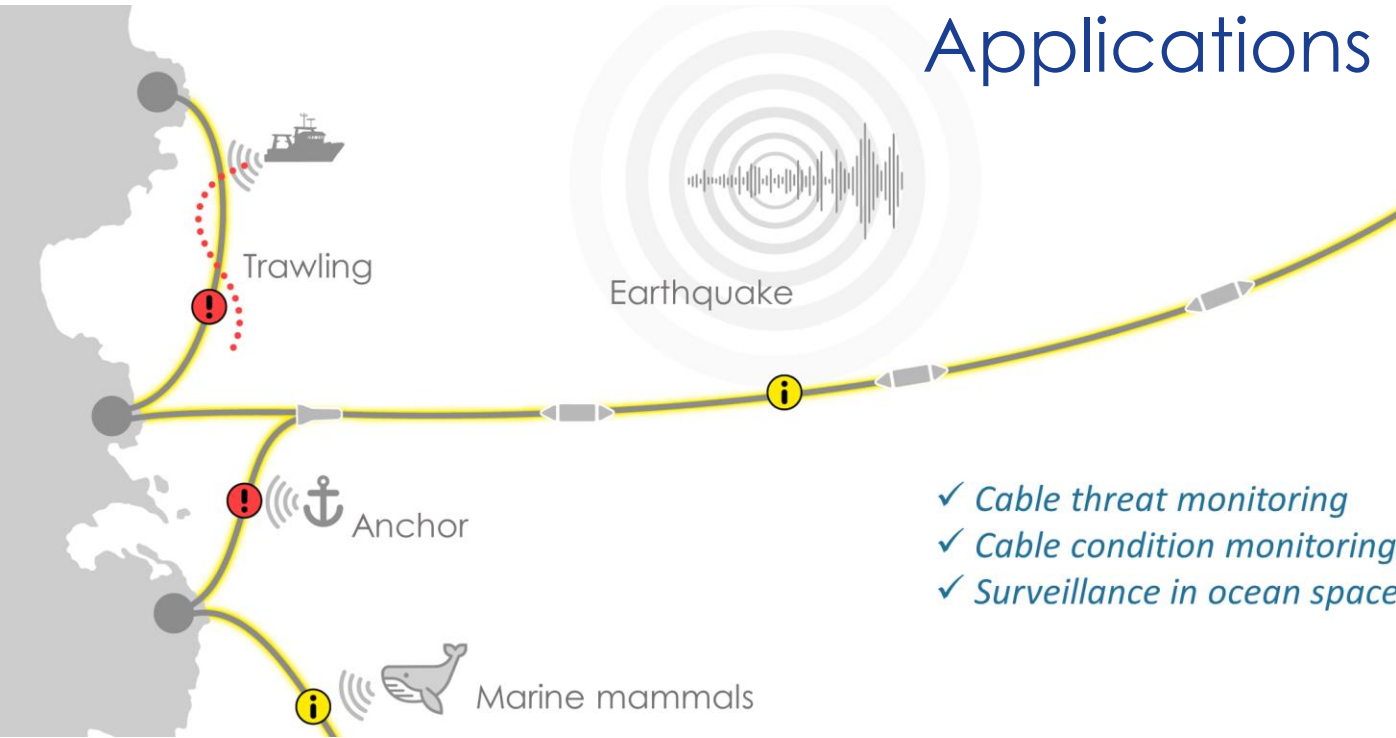 Applications
Trawling
Earthquake
!
i
!
Anchor
✓ Cable threat monitoring
✓ Cable condition monitoring
✓ Surveillance in ocean space
i
Marine mammals